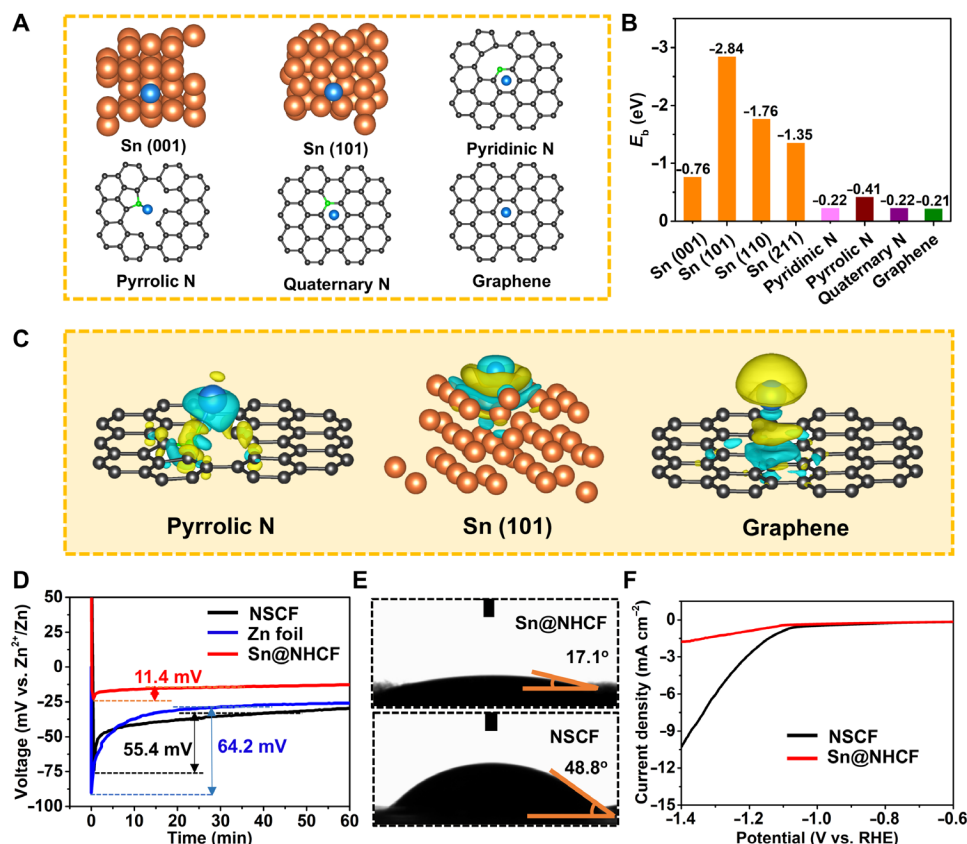 A
Sn (001)
Sn (101)
Pyridinic N
Pyrrolic N
Quaternary N
Graphene
B
E_b (eV)
−3
−2
−1
0
−0.76
−2.84
−1.76
−1.35
−0.22
−0.41
−0.22
−0.21
Sn (001)
Sn (101)
Sn (110)
Sn (211)
Pyridinic N
Pyrrolic N
Quaternary N
Graphene
C
Pyrrolic N
Sn (101)
Graphene
D
Voltage (mV vs. Zn²⁺/Zn)
50
25
0
−25
−50
−75
−100
NSCF
Zn foil
Sn@NHCF
11.4 mV
55.4 mV
64.2 mV
0 10 20 30 40 50 60
Time (min)
E
Sn@NHCF
17.1°
NSCF
48.8°
F
Current density (mA cm⁻²)
0
−3
−6
−9
−12
−15
NSCF
Sn@NHCF
−1.4 −1.2 −1.0 −0.8 −0.6
Potential (V vs. RHE)